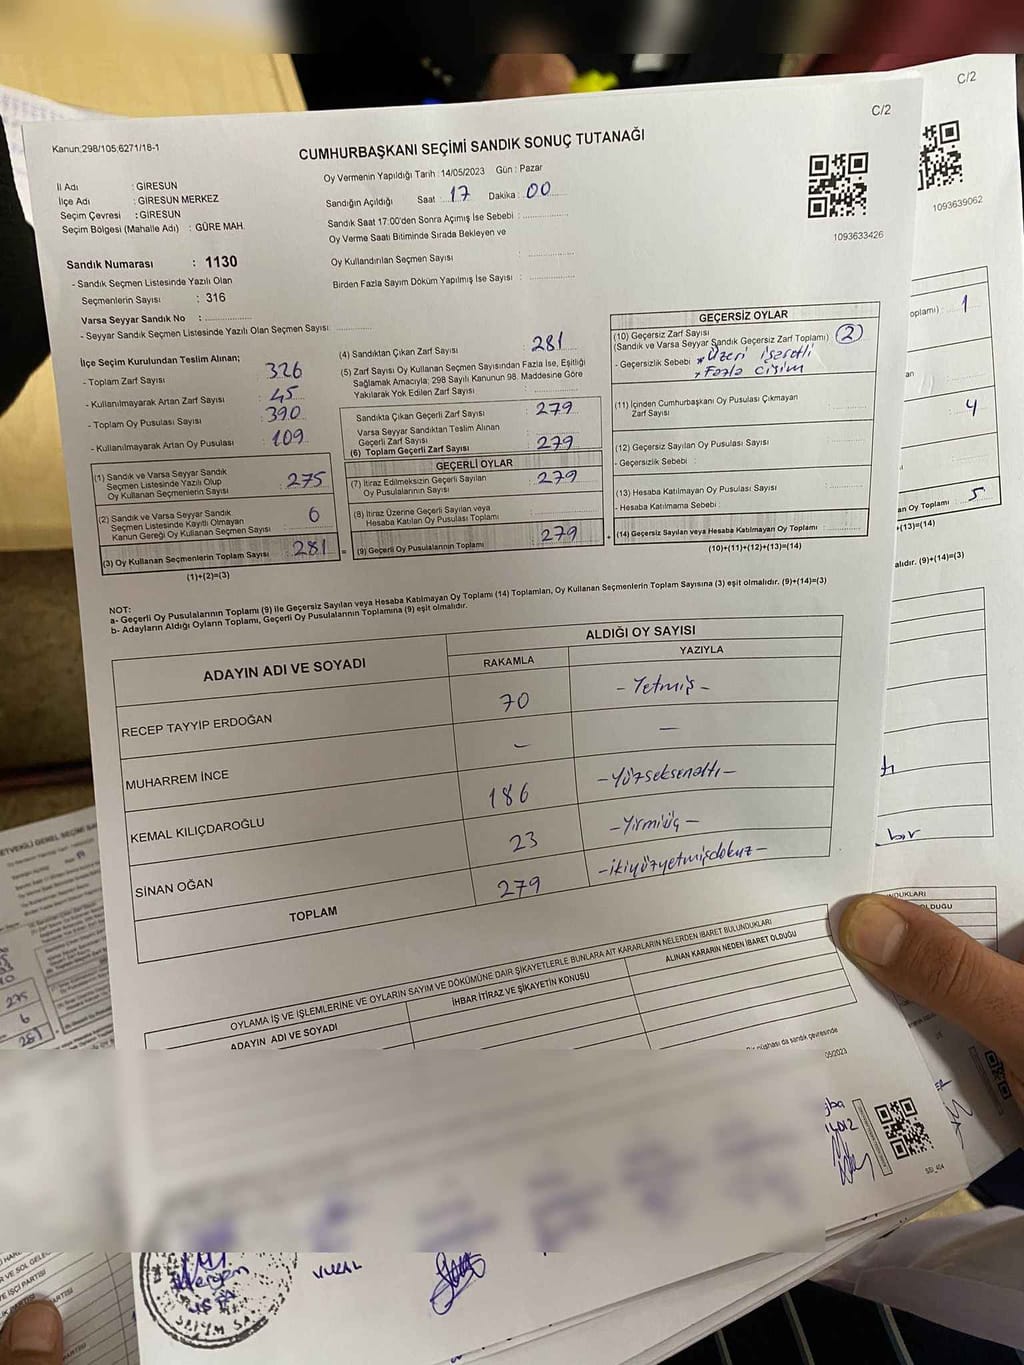 C/2
C/2
Kanun;298/105;6271/18-1
CUMHURBAŞKANI SEÇİMİ SANDIK SONUÇ TUTANAĞI
1093639062
1093633426
İl Adı : GİRESUN
İlçe Adı : GİRESUN MERKEZ
Seçim Çevresi : GİRESUN
Seçim Bölgesi (Mahalle Adı) : GÜRE MAH.
Oy Vermenin Yapıldığı Tarih : 14/05/2023 Gün : Pazar
Sandığın Açıldığı Saat 17 Dakika : 00
Sandık Saat 17:00'den Sonra Açımış İse Sebebi :
Oy Verme Saati Bitiminde Sırada Bekleyen ve
Oy Kullandırılan Seçmen Sayısı :
Birden Fazla Sayım Döküm Yapılmış İse Sayısı :
Sandık Numarası : 1130
- Sandık Seçmen Listesinde Yazılı Olan
Seçmenlerin Sayısı : 316
Varsa Seyyar Sandık No :
- Seyyar Sandık Seçmen Listesinde Yazılı Olan Seçmen Sayısı:
İlçe Seçim Kurulundan Teslim Alınan;
- Toplam Zarf Sayısı : 326
- Kullanılmayarak Artan Zarf Sayısı : 45
- Toplam Oy Pusulası Sayısı : 390
- Kullanılmayarak Artan Oy Pusulası : 109
(1) Sandık ve Varsa Seyyar Sandık
Seçmen Listesinde Yazılı Olup
Oy Kullanan Seçmenlerin Sayısı : 275
(2) Sandık ve Varsa Seyyar Sandık
Seçmen Listesinde Kayıtlı Olmayan
Kanun Gereği Oy Kullanan Seçmen Sayısı : 6
(3) Oy Kullanan Seçmenlerin Toplam Sayısı : 281
(1)+(2)=(3)
(4) Sandıktan Çıkan Zarf Sayısı : 281
(5) Zarf Sayısı Oy Kullanan Seçmen Sayısından Fazla İse, Eşitliği
Sağlamak Amacıyla; 298 Sayılı Kanunun 98. Maddesine Göre
Yakılarak Yok Edilen Zarf Sayısı :
Sandıkta Çıkan Geçerli Zarf Sayısı : 279
Varsa Seyyar Sandıktan Teslim Alınan
Geçerli Zarf Sayısı :
(6) Toplam Geçerli Zarf Sayısı : 279
GEÇERLİ OYLAR
(7) İtiraz Edilmeksizin Geçerli Sayılan
Oy Pusulalarının Sayısı : 279
(8) İtiraz Üzerine Geçerli Sayılan veya
Hesaba Katılan Oy Pusulası Toplamı :
(9) Geçerli Oy Pusulalarının Toplamı : 279
GEÇERSİZ OYLAR
(10) Geçersiz Zarf Sayısı
(Sandık ve Varsa Seyyar Sandık Geçersiz Zarf Toplamı) : 2
- Geçersizlik Sebebi : * Üzeri işaretli
* Fazla cisim
(11) İçinden Cumhurbaşkanı Oy Pusulası Çıkmayan
Zarf Sayısı :
(12) Geçersiz Sayılan Oy Pusulası Sayısı :
- Geçersizlik Sebebi :
(13) Hesaba Katılmayan Oy Pusulası Sayısı :
- Hesaba Katılmama Sebebi :
(14) Geçersiz Sayılan veya Hesaba Katılmayan Oy Toplamı :
(10)+(11)+(12)+(13)=(14)
NOT:
a- Geçerli Oy Pusulalarının Toplamı (9) ile Geçersiz Sayılan veya Hesaba Katılmayan Oy Toplamı (14) Toplamları, Oy Kullanan Seçmenlerin Toplam Sayısına (3) eşit olmalıdır. (9)+(14)=(3)
b- Adayların Aldığı Oyların Toplamı, Geçerli Oy Pusulalarının Toplamına (9) eşit olmalıdır.
ADAYIN ADI VE SOYADI
ALDIĞI OY SAYISI
RAKAMLA YAZIYLA
RECEP TAYYİP ERDOĞAN 70 - Yetmiş -
MUHARREM İNCE - -
KEMAL KILIÇDAROĞLU 186 - Yüzseksenaltı -
SİNAN OĞAN 23 - Yirmiüç -
TOPLAM 279 - ikiyüzyetmişdokuz -
OYLAMA İŞ VE İŞLEMLERİNE VE OYLARIN SAYIM VE DÖKÜMÜNE DAİR ŞİKAYETLERLE BUNLARA AİT KARARLARIN NELERDEN İBARET BULUNDUKLARI
ADAYIN ADI VE SOYADI
İHBAR İTİRAZ VE ŞİKAYETİN KONUSU
ALINAN KARARIN NEDEN İBARET OLDUĞU
nüshası da sandık çevresinde
05/2023
oplamı) : 1
4
an Oy Toplamı : 5
+(13)=(14)
alıdır. (9)+(14)=(3)
bir
NDUKLARI
OLDUĞU
275
6
281
VURAL